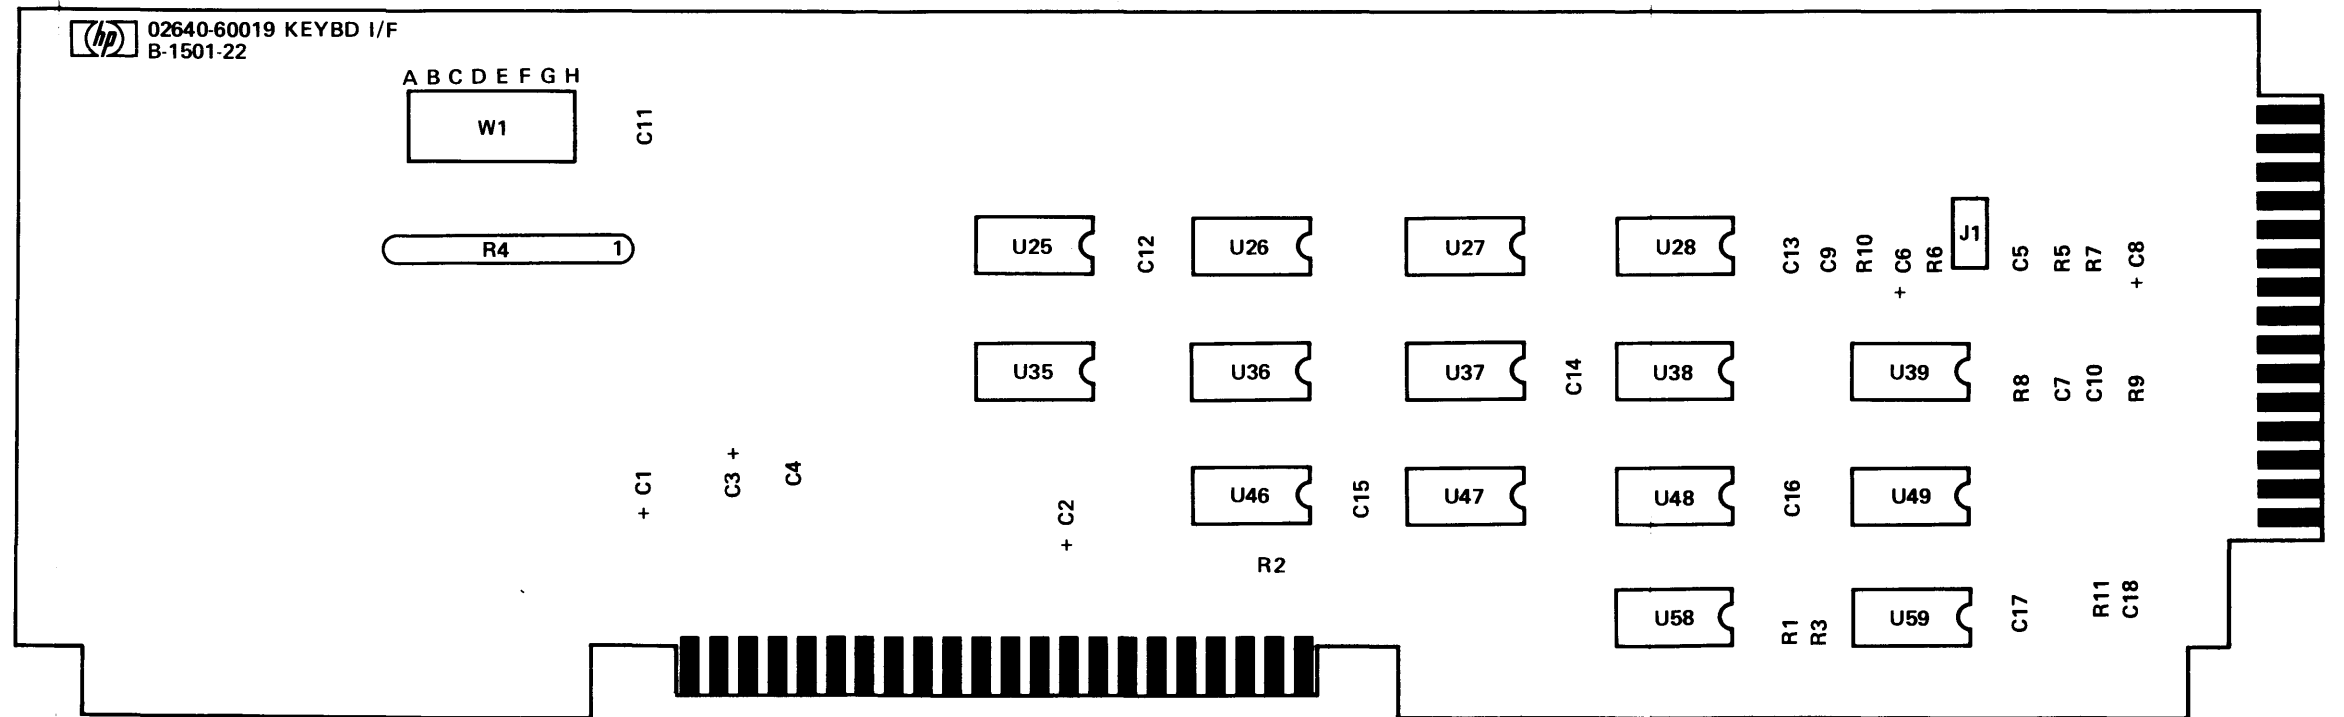 hp 02640-60019 KEYBD I/F
B-1501-22
A B C D E F G H
W1
C11
R4 1
U25
C12
U26
U27
U28
C13
C9
R10
C6
+
R6
J1
C5
R5
R7
+ C8
U35
U36
U37
C14
U38
U39
R8
C7
C10
R9
+ C1
C3 +
C4
+ C2
U46
C15
U47
U48
C16
U49
R2
U58
R1
R3
U59
C17
R11
C18